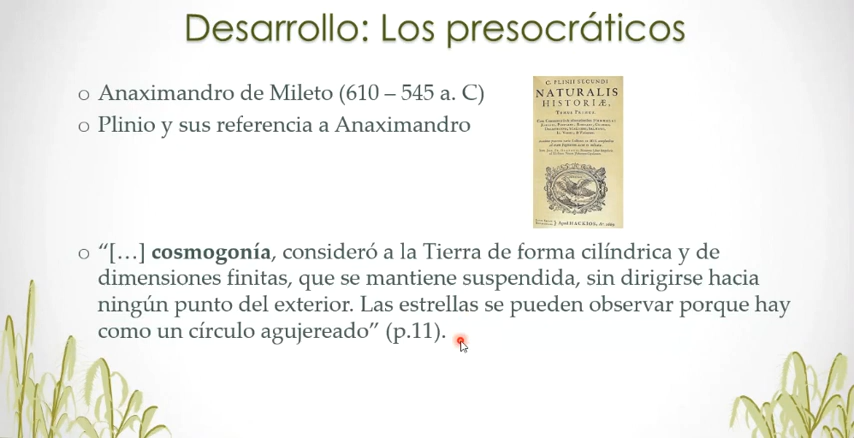 Desarrollo: Los presocráticos
o Anaximandro de Mileto (610 – 545 a. C)
o Plinio y sus referencia a Anaximandro
C. PLINII SECUNDI
NATURALIS
HISTORIÆ,
o “[…] cosmogonía, consideró a la Tierra de forma cilíndrica y de
dimensiones finitas, que se mantiene suspendida, sin dirigirse hacia
ningún punto del exterior. Las estrellas se pueden observar porque hay
como un círculo agujereado” (p.11).